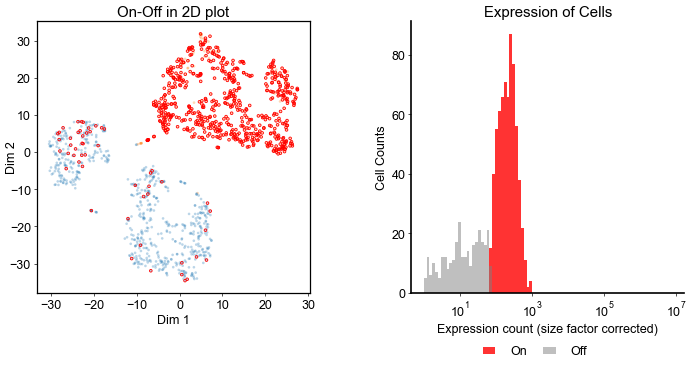 On-Off in 2D plot
30
20
10
0
−10
−20
−30
Dim 2
−30 −20 −10 0 10 20 30
Dim 1
Expression of Cells
80
60
40
20
0
Cell Counts
10^1 10^3 10^5 10^7
Expression count (size factor corrected)
On Off